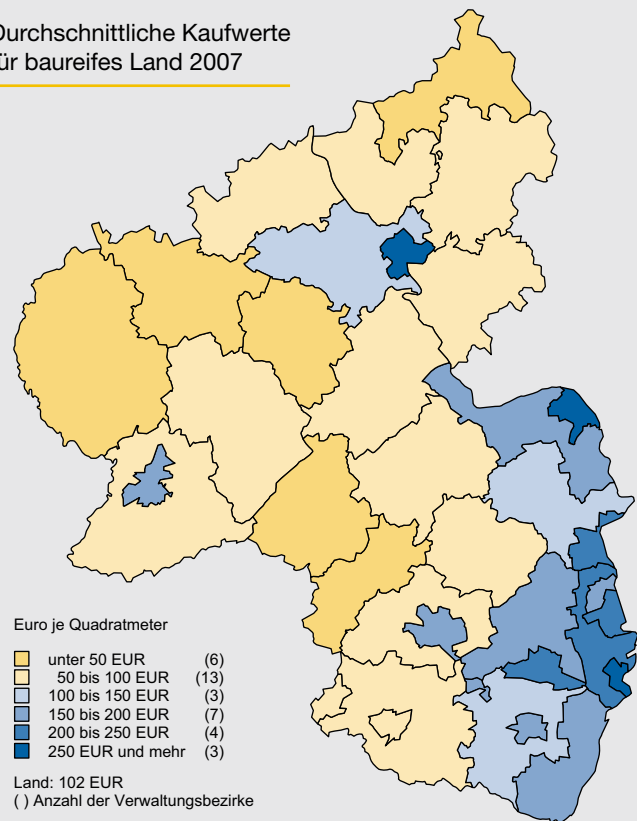 Durchschnittliche Kaufwerte
für baureifes Land 2007
Euro je Quadratmeter
unter 50 EUR (6)
50 bis 100 EUR (13)
100 bis 150 EUR (3)
150 bis 200 EUR (7)
200 bis 250 EUR (4)
250 EUR und mehr (3)
Land: 102 EUR
( ) Anzahl der Verwaltungsbezirke